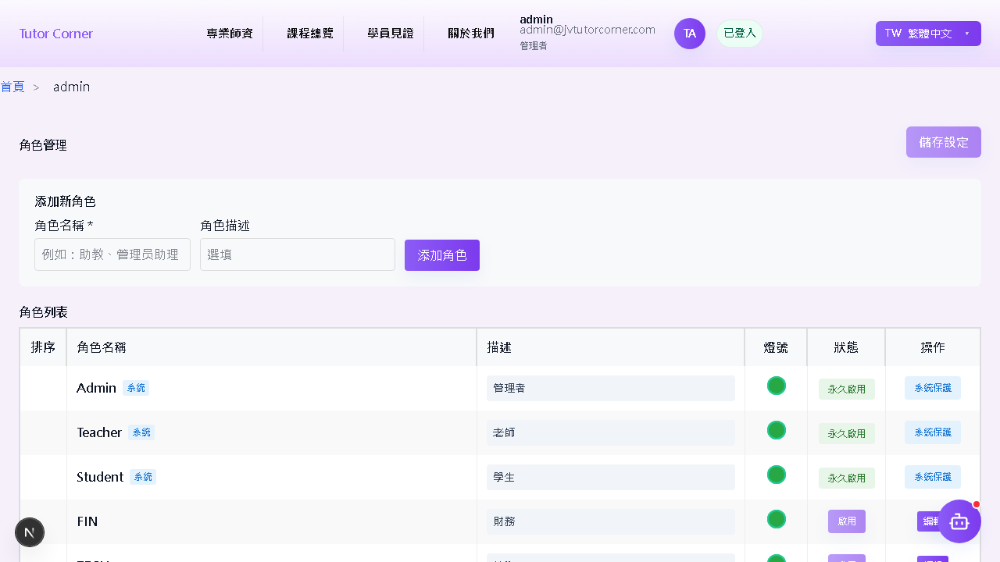 Tutor Corner
專業師資
課程總覽
學員見證
關於我們
admin
admin@jvtutorcorner.com
管理者
TA
已登入
TW 繁體中文
首頁 > admin
角色管理
儲存設定
添加新角色
角色名稱 *
角色描述
例如：助教、管理员助理
選填
添加角色
角色列表
排序 角色名稱 描述 燈號 狀態 操作
Admin 系統 管理者 永久啟用 系統保護
Teacher 系統 老師 永久啟用 系統保護
Student 系統 學生 永久啟用 系統保護
FIN 財務 啟用
N